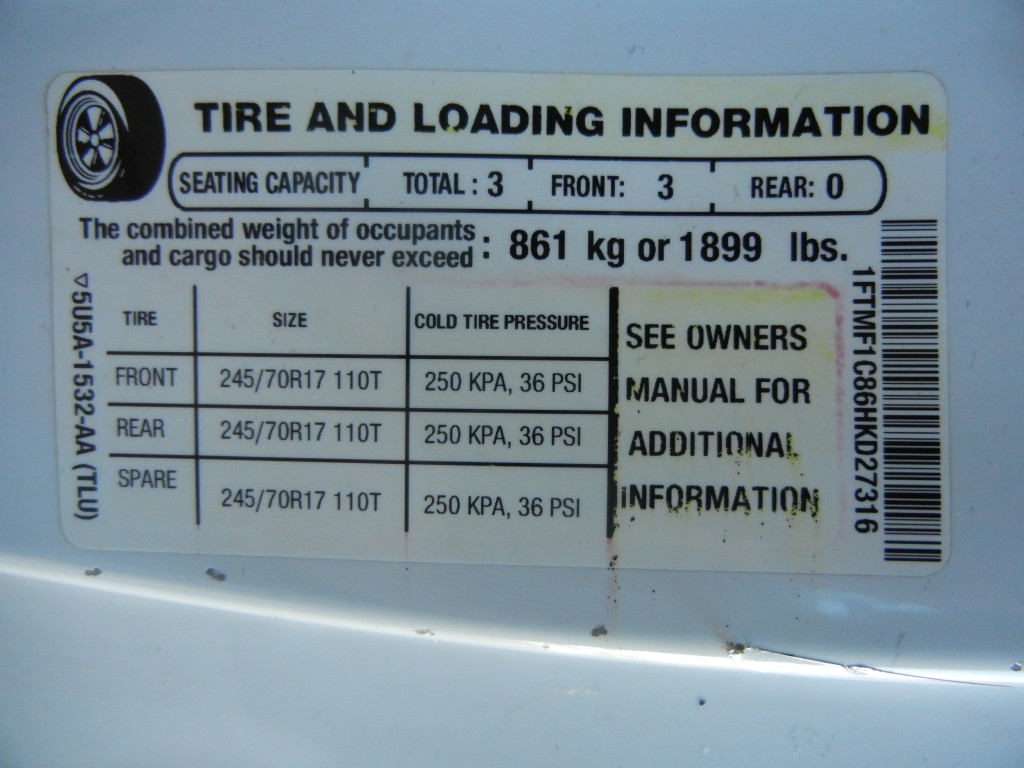 TIRE AND LOADING INFORMATION
SEATING CAPACITY TOTAL : 3 FRONT: 3 REAR: 0
The combined weight of occupants
and cargo should never exceed : 861 kg or 1899 lbs.
TIRE SIZE COLD TIRE PRESSURE
FRONT 245/70R17 110T 250 KPA, 36 PSI
REAR 245/70R17 110T 250 KPA, 36 PSI
SPARE 245/70R17 110T 250 KPA, 36 PSI
SEE OWNERS
MANUAL FOR
ADDITIONAL
INFORMATION
5U5A-1532-AA (TLU)
1FTMF1C86HKD27316